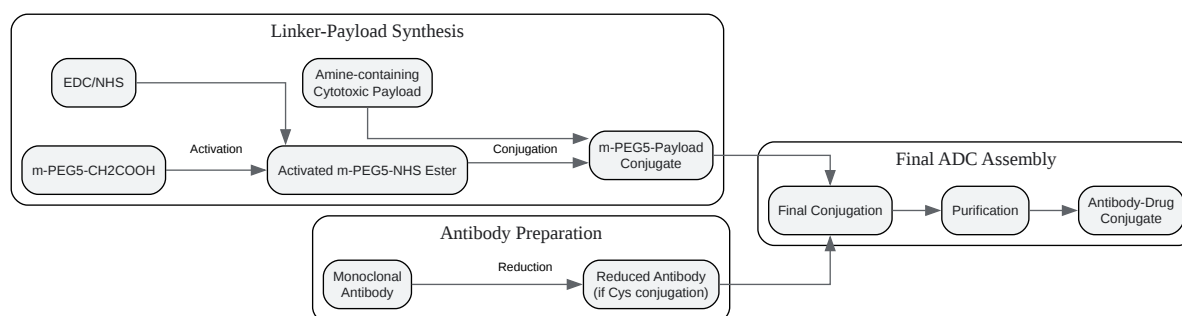 Linker-Payload Synthesis
EDC/NHS
Amine-containing
Cytotoxic Payload
m-PEG5-CH2COOH
Activation
Activated m-PEG5-NHS Ester
Conjugation
m-PEG5-Payload
Conjugate
Antibody Preparation
Monoclonal
Antibody
Reduction
Reduced Antibody
(if Cys conjugation)
Final ADC Assembly
Final Conjugation
Purification
Antibody-Drug
Conjugate